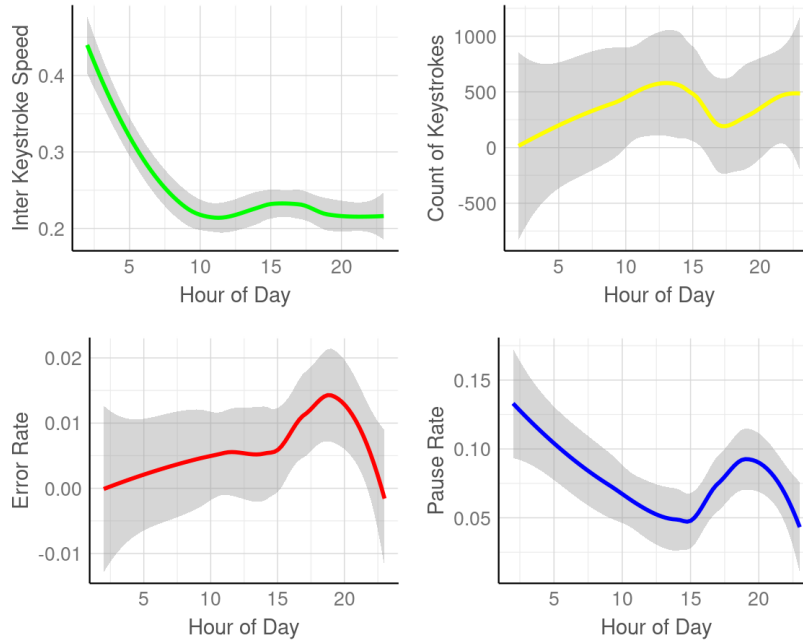 Inter Keystroke Speed
0.4
0.3
0.2
5 10 15 20
Hour of Day
Count of Keystrokes
1000
500
0
-500
5 10 15 20
Hour of Day
Error Rate
0.02
0.01
0.00
-0.01
5 10 15 20
Hour of Day
Pause Rate
0.15
0.10
0.05
5 10 15 20
Hour of Day